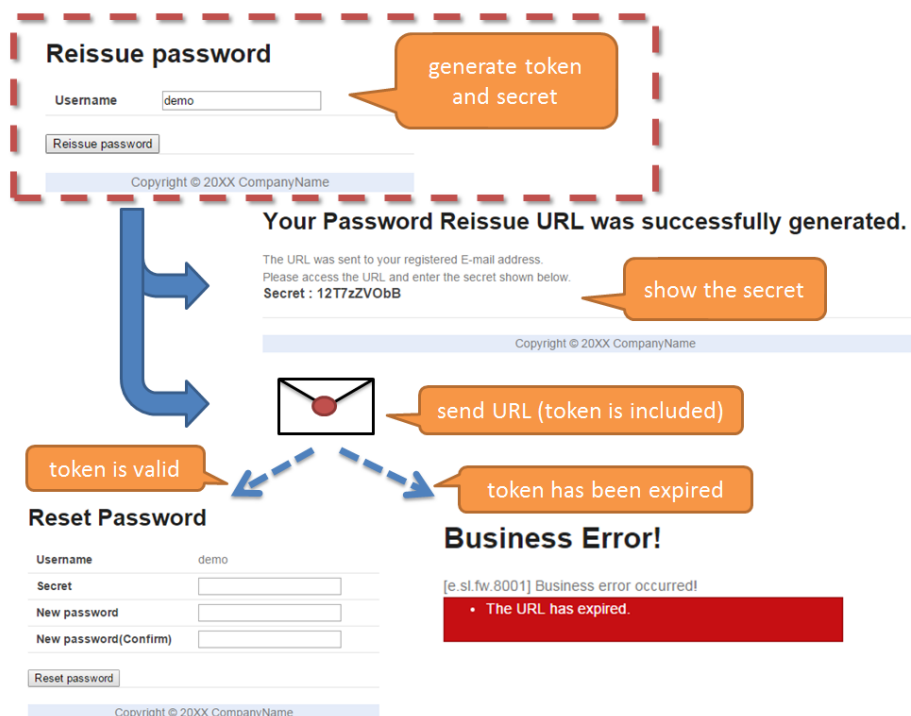 Reissue password
generate token
and secret
Username demo
Reissue password
Copyright © 20XX CompanyName
Your Password Reissue URL was successfully generated.
The URL was sent to your registered E-mail address.
Please access the URL and enter the secret shown below.
Secret : 12T7zZVObB
show the secret
Copyright © 20XX CompanyName
send URL (token is included)
token is valid
token has been expired
Reset Password
Username demo
Secret
New password
New password(Confirm)
Reset password
Copyright © 20XX CompanyName
Business Error!
[e.sl.fw.8001] Business error occurred!
• The URL has expired.